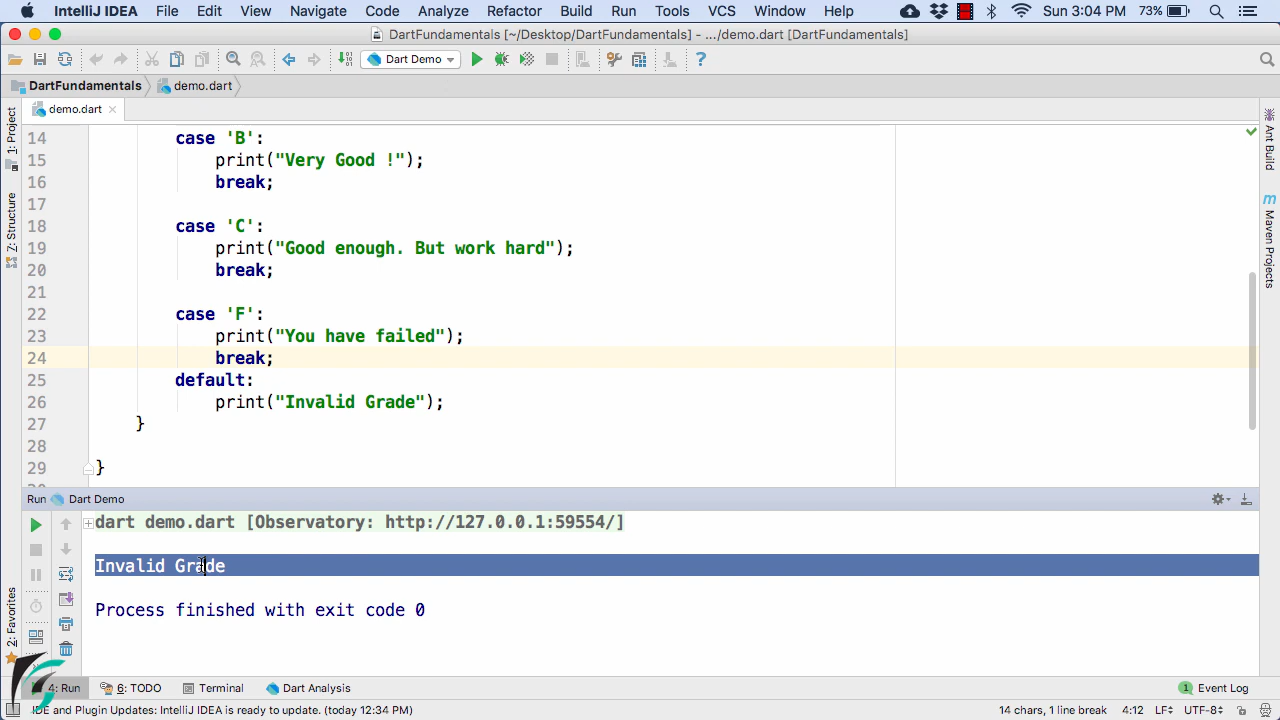 IntelliJ IDEA File Edit View Navigate Code Analyze Refactor Build Run Tools VCS Window Help Sun 3:04 PM 73%
DartFundamentals [~/Desktop/DartFundamentals] - .../demo.dart [DartFundamentals]
Dart Demo
DartFundamentals demo.dart
demo.dart
1: Project
Z: Structure
2: Favorites
Ant Build
Maven Projects
14 case 'B':
15 print("Very Good !");
16 break;
17
18 case 'C':
19 print("Good enough. But work hard");
20 break;
21
22 case 'F':
23 print("You have failed");
24 break;
25 default:
26 print("Invalid Grade");
27 }
28
29 }
Run Dart Demo
dart demo.dart [Observatory: http://127.0.0.1:59554/]
Invalid Grade
Process finished with exit code 0
4: Run 6: TODO Terminal Dart Analysis 1 Event Log
IDE and Plugin Updates: IntelliJ IDEA is ready to update. (today 12:34 PM) 14 chars, 1 line break 4:12 LF UTF-8